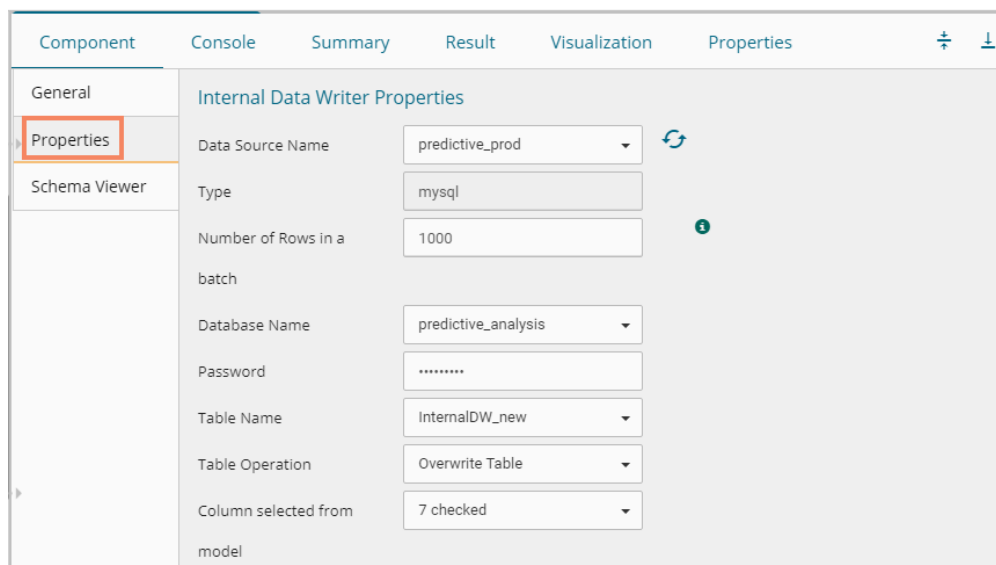 Component Console Summary Result Visualization Properties
General
Properties
Schema Viewer
Internal Data Writer Properties
Data Source Name predictive_prod
Type mysql
Number of Rows in a 1000
batch
Database Name predictive_analysis
Password •••••••••
Table Name InternalDW_new
Table Operation Overwrite Table
Column selected from 7 checked
model